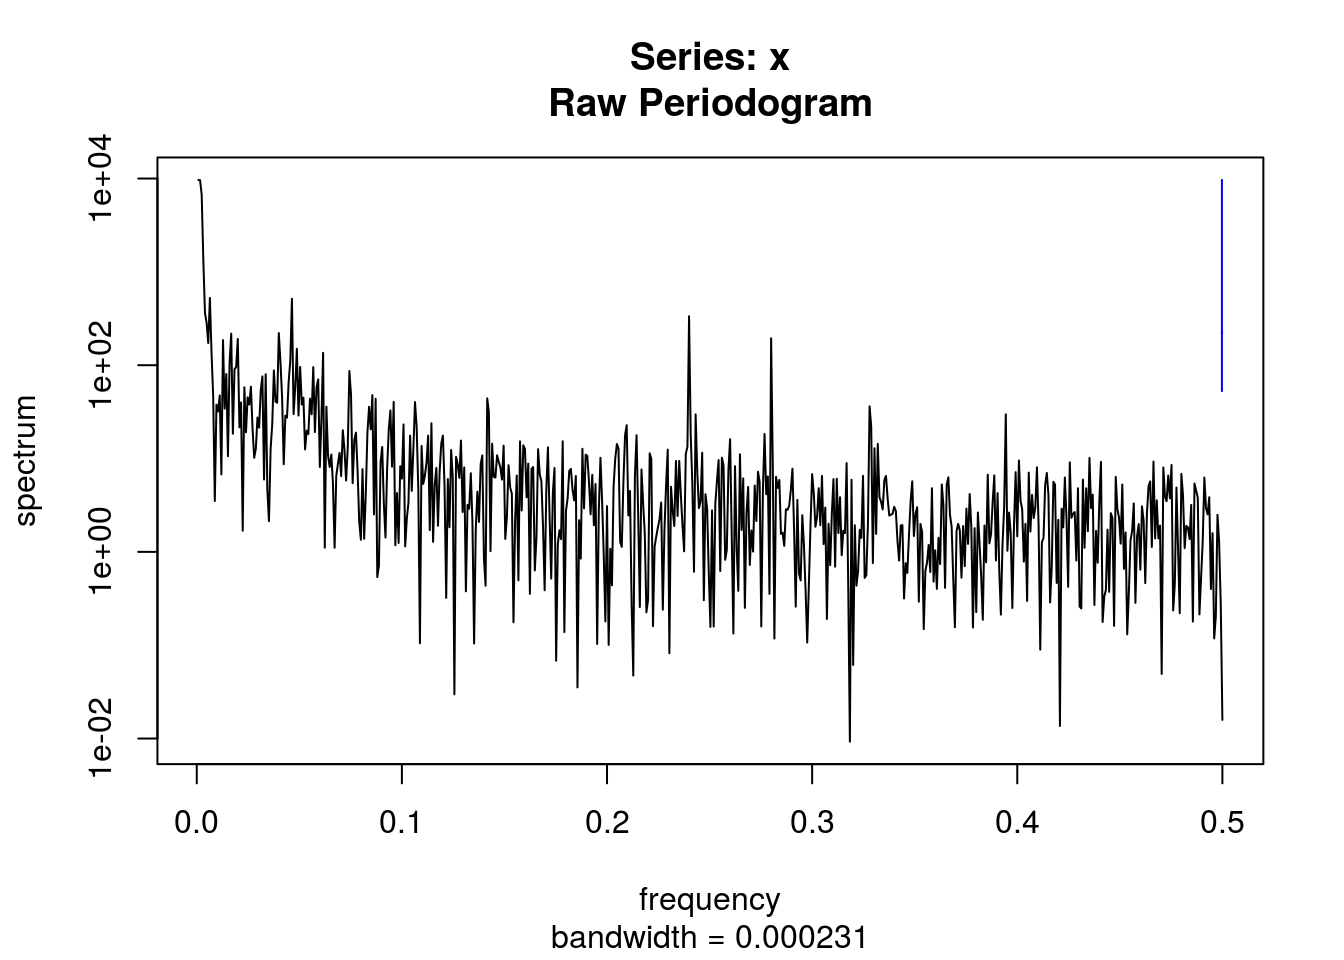 Series: x
Raw Periodogram
1e+04
1e+02
1e+00
1e-02
spectrum
0.0 0.1 0.2 0.3 0.4 0.5
frequency
bandwidth = 0.000231